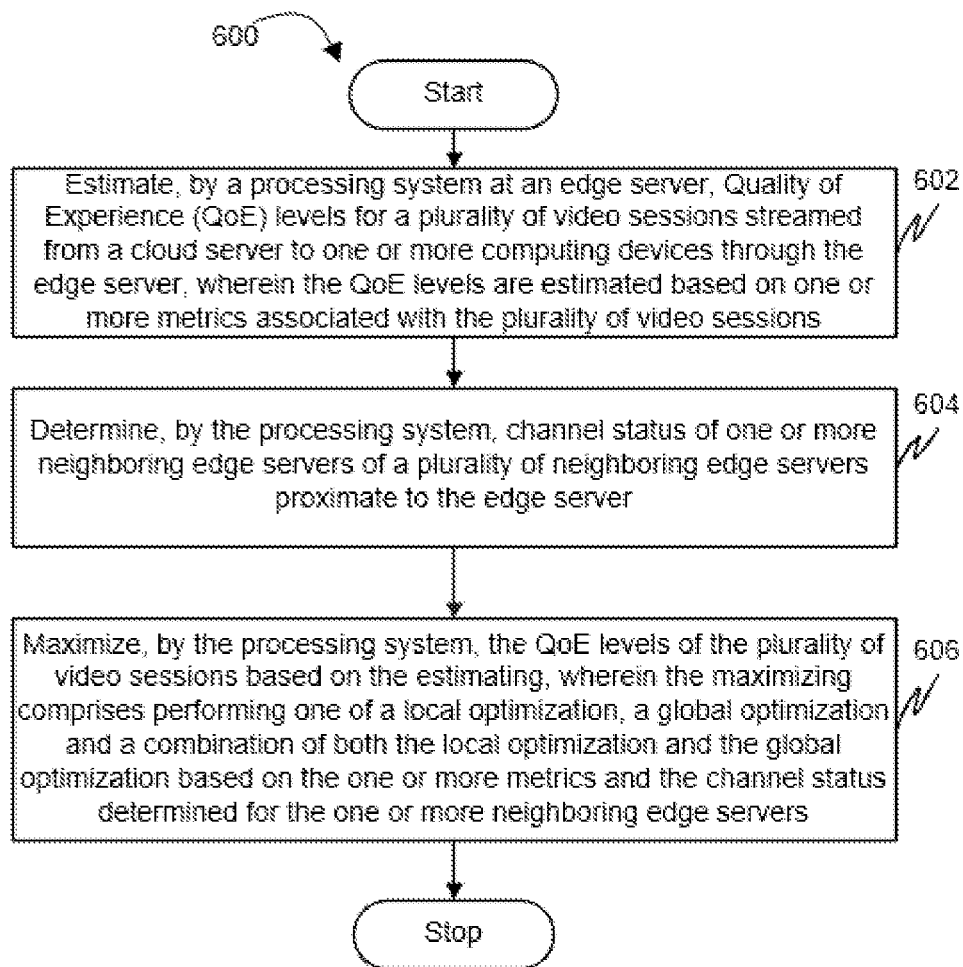 600
Start
Estimate, by a processing system at an edge server, Quality of
Experience (QoE) levels for a plurality of video sessions streamed
from a cloud server to one or more computing devices through the
edge server, wherein the QoE levels are estimated based on one or
more metrics associated with the plurality of video sessions
602
Determine, by the processing system, channel status of one or more
neighboring edge servers of a plurality of neighboring edge servers
proximate to the edge server
604
Maximize, by the processing system, the QoE levels of the plurality of
video sessions based on the estimating, wherein the maximizing
comprises performing one of a local optimization, a global optimization
and a combination of both the local optimization and the global
optimization based on the one or more metrics and the channel status
determined for the one or more neighboring edge servers
606
Stop